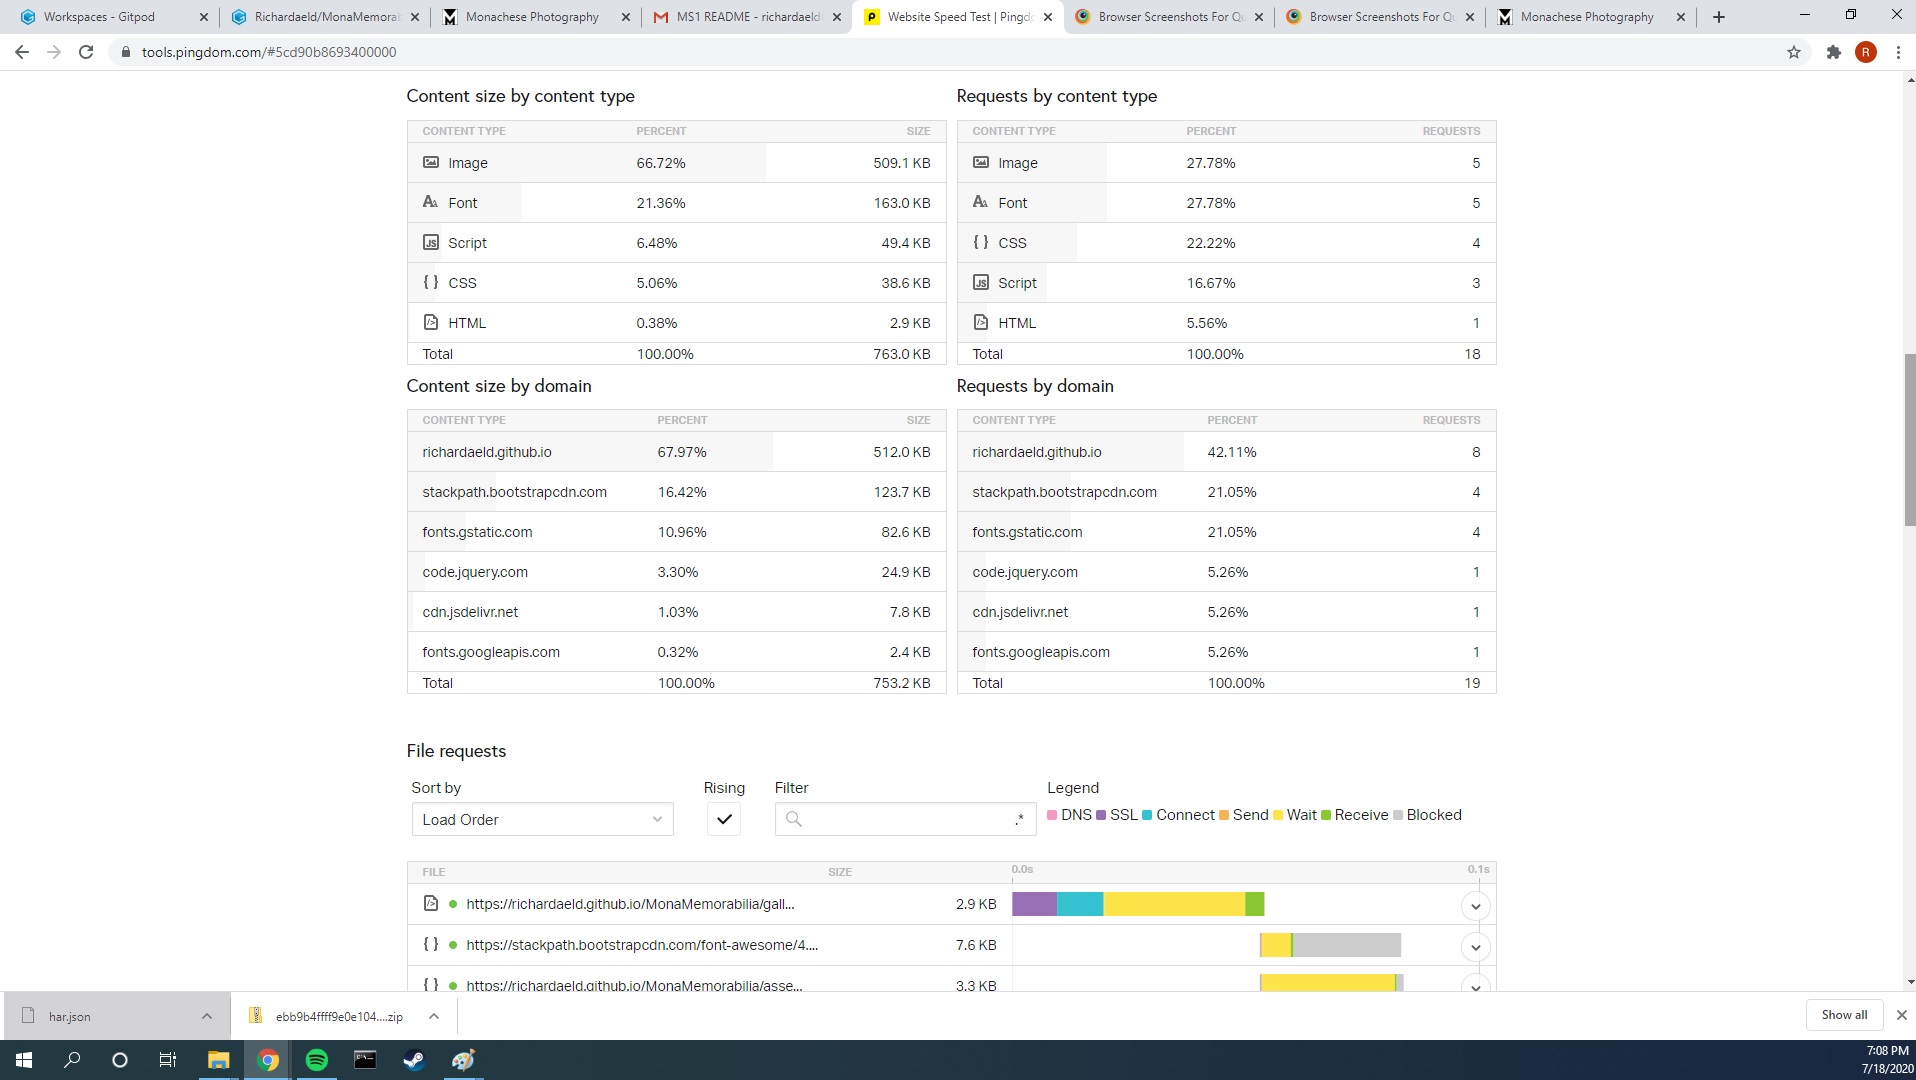 Workspaces - Gitpod
Richardaeld/MonaMemorabi
Monachese Photography
MS1 README - richardaeld
Website Speed Test | Pingdo
Browser Screenshots For Qu
Browser Screenshots For Qu
Monachese Photography
tools.pingdom.com/#5cd90b8693400000
R
Content size by content type
CONTENT TYPE PERCENT SIZE
Image 66.72% 509.1 KB
Font 21.36% 163.0 KB
Script 6.48% 49.4 KB
CSS 5.06% 38.6 KB
HTML 0.38% 2.9 KB
Total 100.00% 763.0 KB
Requests by content type
CONTENT TYPE PERCENT REQUESTS
Image 27.78% 5
Font 27.78% 5
CSS 22.22% 4
Script 16.67% 3
HTML 5.56% 1
Total 100.00% 18
Content size by domain
CONTENT TYPE PERCENT SIZE
richardaeld.github.io 67.97% 512.0 KB
stackpath.bootstrapcdn.com 16.42% 123.7 KB
fonts.gstatic.com 10.96% 82.6 KB
code.jquery.com 3.30% 24.9 KB
cdn.jsdelivr.net 1.03% 7.8 KB
fonts.googleapis.com 0.32% 2.4 KB
Total 100.00% 753.2 KB
Requests by domain
CONTENT TYPE PERCENT REQUESTS
richardaeld.github.io 42.11% 8
stackpath.bootstrapcdn.com 21.05% 4
fonts.gstatic.com 21.05% 4
code.jquery.com 5.26% 1
cdn.jsdelivr.net 5.26% 1
fonts.googleapis.com 5.26% 1
Total 100.00% 19
File requests
Sort by Rising Filter Legend
Load Order .* DNS SSL Connect Send Wait Receive Blocked
FILE SIZE 0.0s 0.1s
https://richardaeld.github.io/MonaMemorabilia/gall... 2.9 KB
https://stackpath.bootstrapcdn.com/font-awesome/4.... 7.6 KB
https://richardaeld.github.io/MonaMemorabilia/asse... 3.3 KB
har.json
ebb9b4ffff9e0e104....zip
Show all
7:08 PM
7/18/2020